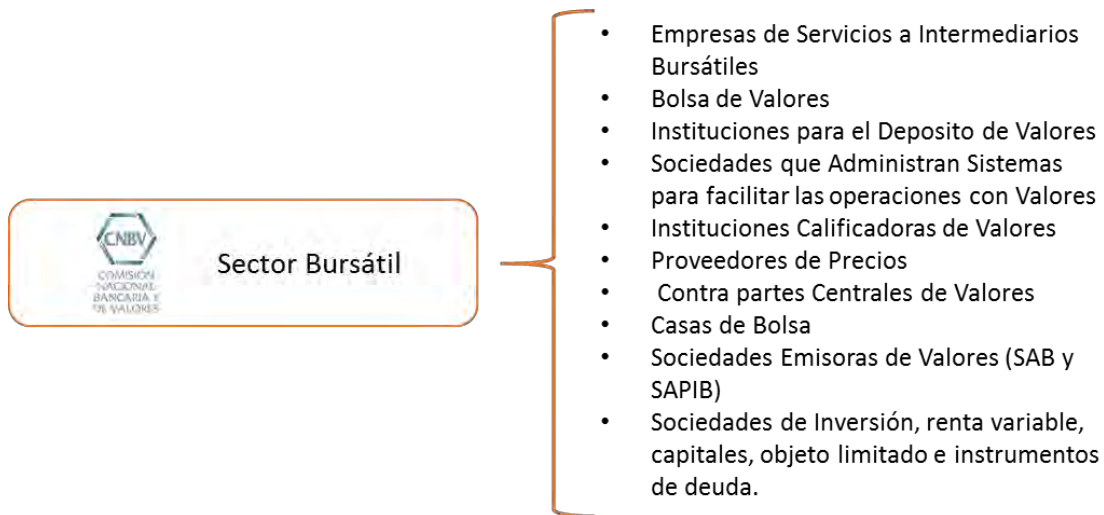 CNBV
COMISIÓN
NACIONAL
BANCARIA Y
DE VALORES
Sector Bursátil
• Empresas de Servicios a Intermediarios
Bursátiles
• Bolsa de Valores
• Instituciones para el Deposito de Valores
• Sociedades que Administran Sistemas
para facilitar las operaciones con Valores
• Instituciones Calificadoras de Valores
• Proveedores de Precios
• Contra partes Centrales de Valores
• Casas de Bolsa
• Sociedades Emisoras de Valores (SAB y
SAPIB)
• Sociedades de Inversión, renta variable,
capitales, objeto limitado e instrumentos
de deuda.